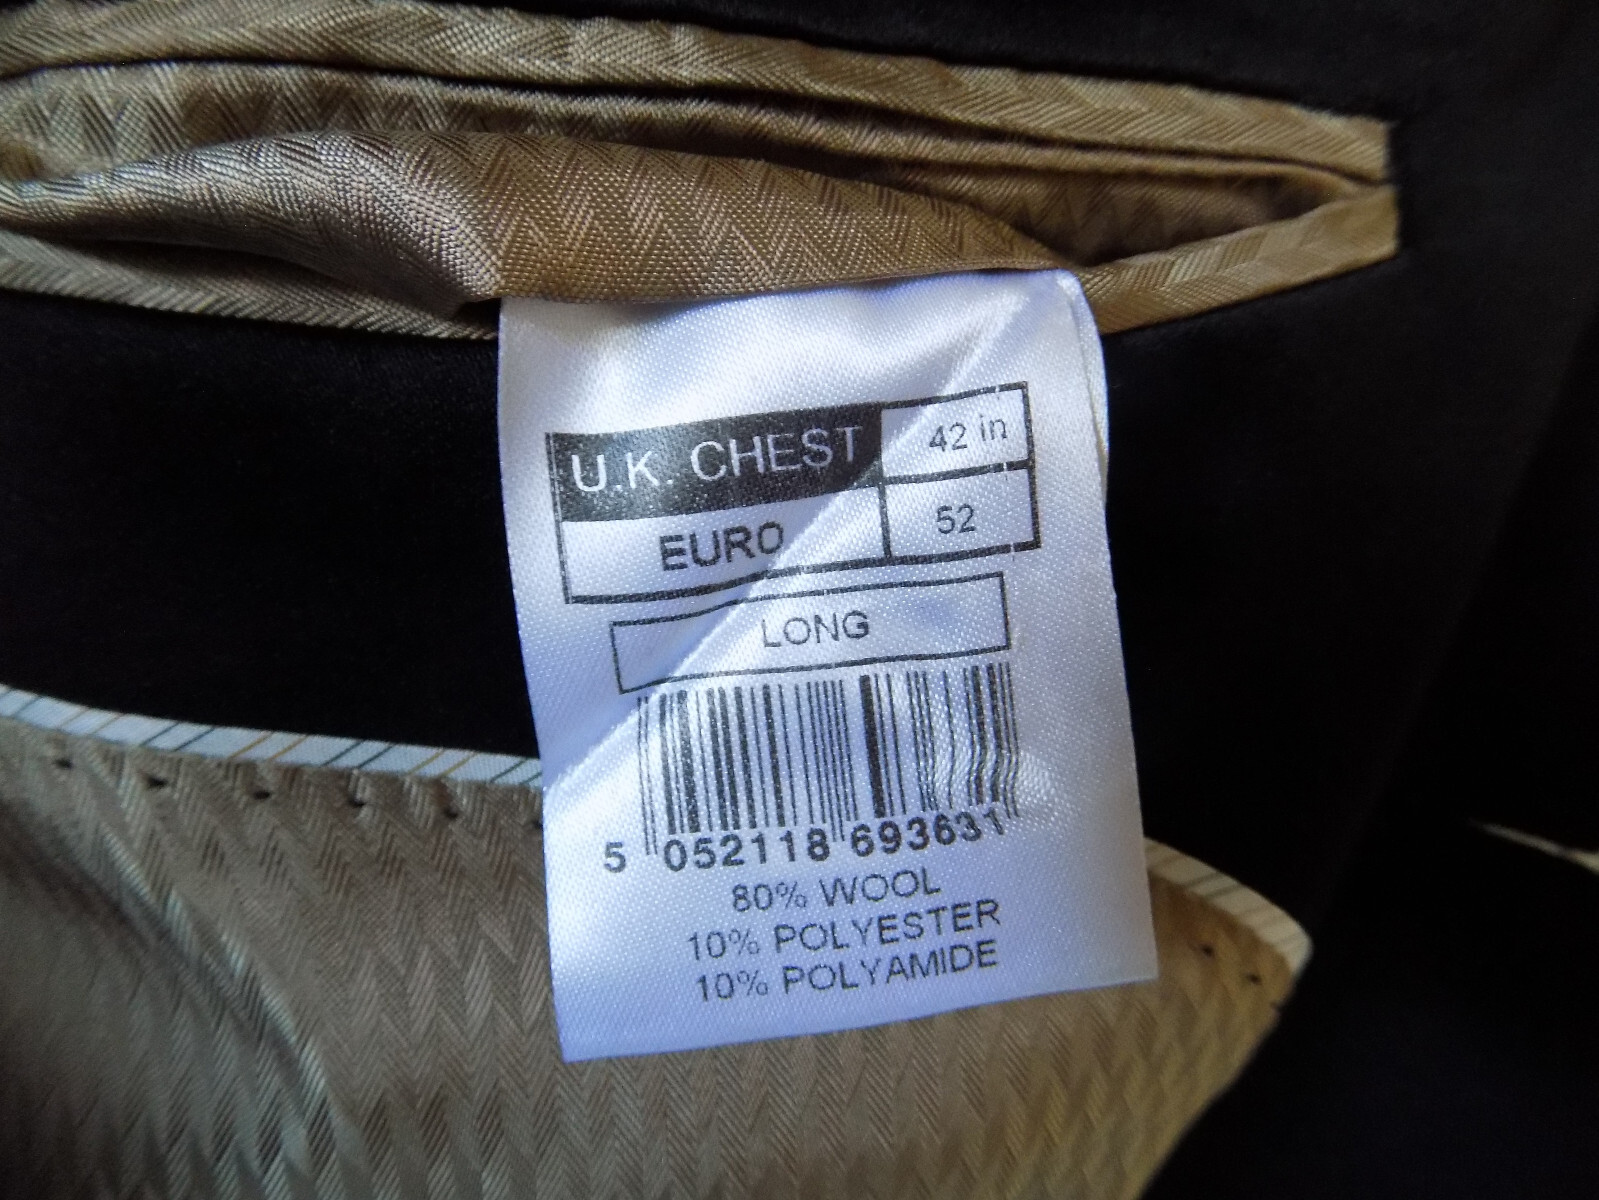 U.K. CHEST 42 in
EURO 52
LONG
5 052118 693631
80% WOOL
10% POLYESTER
10% POLYAMIDE